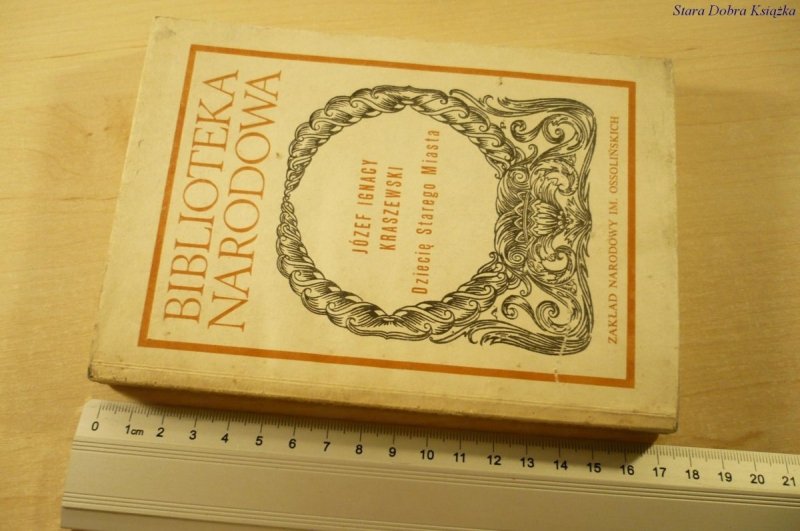 Stara Dobra Książka
BIBLIOTEKA
NARODOWA
JÓZEF IGNACY
KRASZEWSKI
Dziecię Starego Miasta
ZAKŁAD NARODOWY IM. OSSOLIŃSKICH
0 1cm 2 3 4 5 6 7 8 9 10 11 12 13 14 15 16 17 18 19 20 21